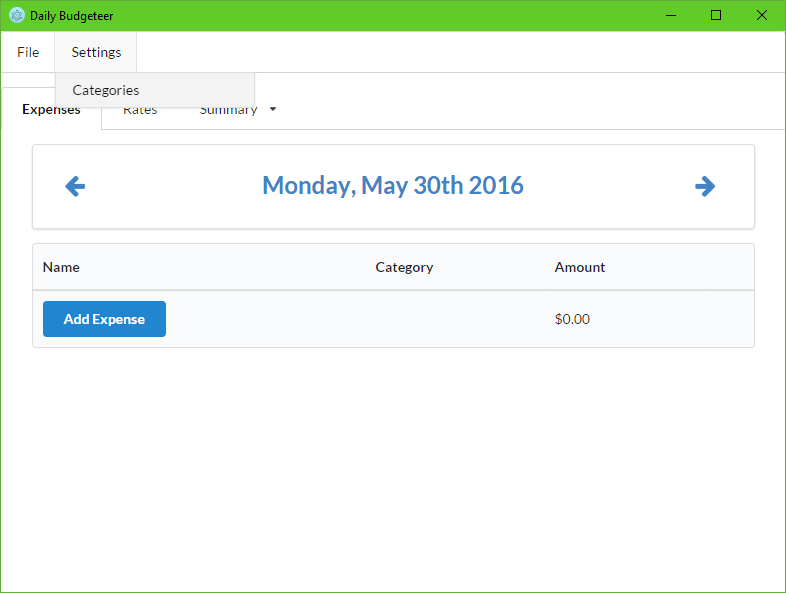 Daily Budgeteer
File Settings
Categories
Expenses Rates Summary
Monday, May 30th 2016
Name Category Amount
Add Expense $0.00